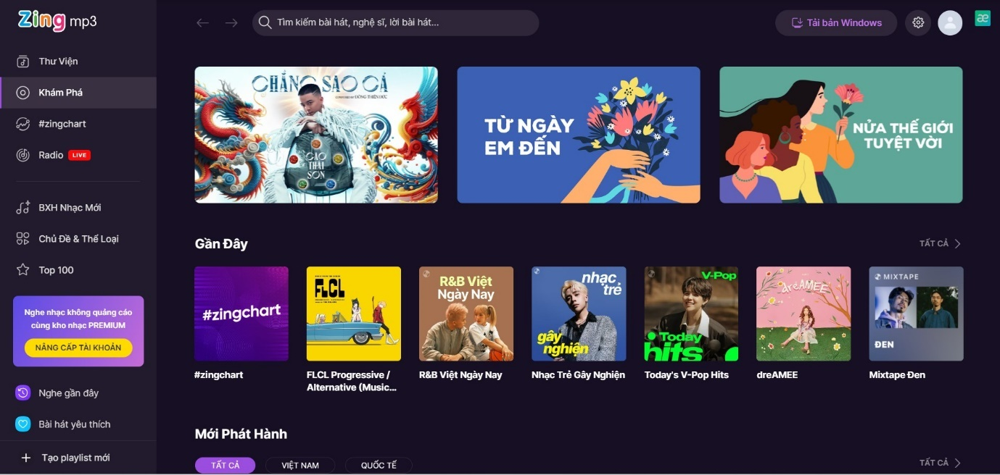 Zing mp3
Thư Viện
Khám Phá
#zingchart
Radio LIVE
BXH Nhạc Mới
Chủ Đề & Thể Loại
Top 100
Nghe nhạc không quảng cáo
cùng kho nhạc PREMIUM
NÂNG CẤP TÀI KHOẢN
Nghe gần đây
Bài hát yêu thích
Tạo playlist mới
Tìm kiếm bài hát, nghệ sĩ, lời bài hát...
Tải bản Windows
æ
CHẲNG SAO CẢ
ĐÔNG THIÊN ĐỨC
CAO
THÁI
SƠN
TỪ NGÀY
EM ĐẾN
NỬA THẾ GIỚI
TUYỆT VỜI
Gần Đây
TẤT CẢ
#zingchart
FLCL
R&B Việt
Ngày Nay
nhạc
trẻ
gây
nghiện
V-Pop
Today
hits
dreAMEE
MIXTAPE
ĐEN
#zingchart
FLCL Progressive /
Alternative (Music...
R&B Việt Ngày Nay
Nhạc Trẻ Gây Nghiện
Today's V-Pop Hits
dreAMEE
Mixtape Đen
Mới Phát Hành
TẤT CẢ
VIỆT NAM
QUỐC TẾ
TẤT CẢ